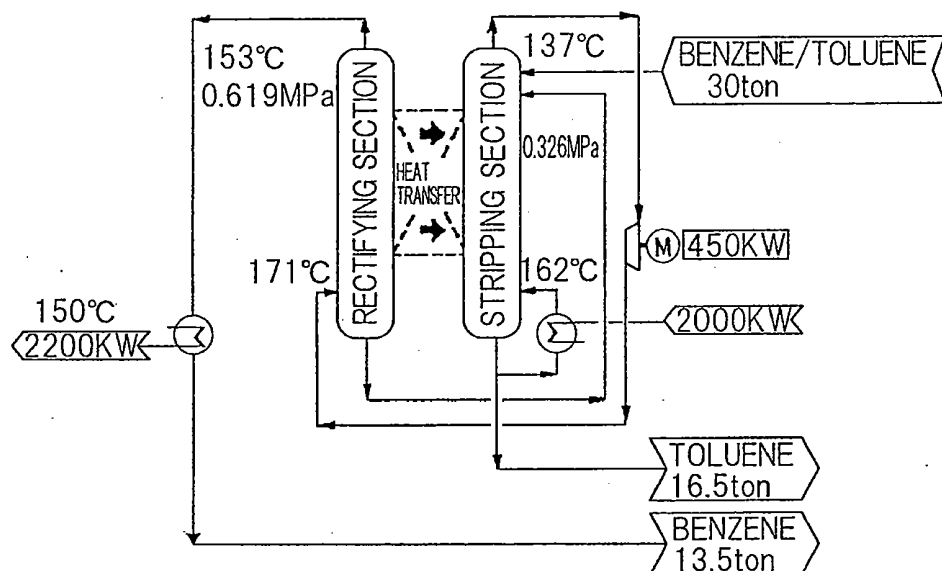 153℃
0.619MPa
RECTIFYING SECTION
HEAT
TRANSFER
STRIPPING SECTION
137℃
BENZENE/TOLUENE
30ton
0.326MPa
M
450KW
171℃
162℃
150℃
2200KW
2000KW
TOLUENE
16.5ton
BENZENE
13.5ton